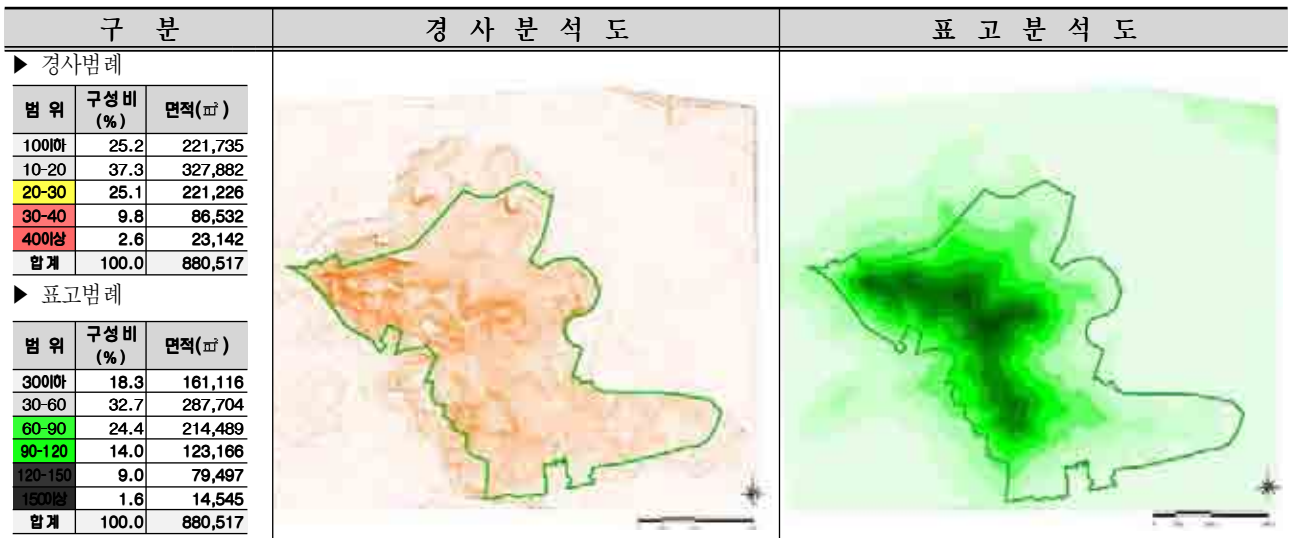 구 분 경 사 분 석 도 표 고 분 석 도
▶ 경사범례
범 위 구성비 (%) 면적(㎡)
10이하 25.2 221,735
10-20 37.3 327,882
20-30 25.1 221,226
30-40 9.8 86,532
40이상 2.6 23,142
합계 100.0 880,517
▶ 표고범례
범 위 구성비 (%) 면적(㎡)
30이하 18.3 161,116
30-60 32.7 287,704
60-90 24.4 214,489
90-120 14.0 123,166
120-150 9.0 79,497
150이상 1.6 14,545
합계 100.0 880,517